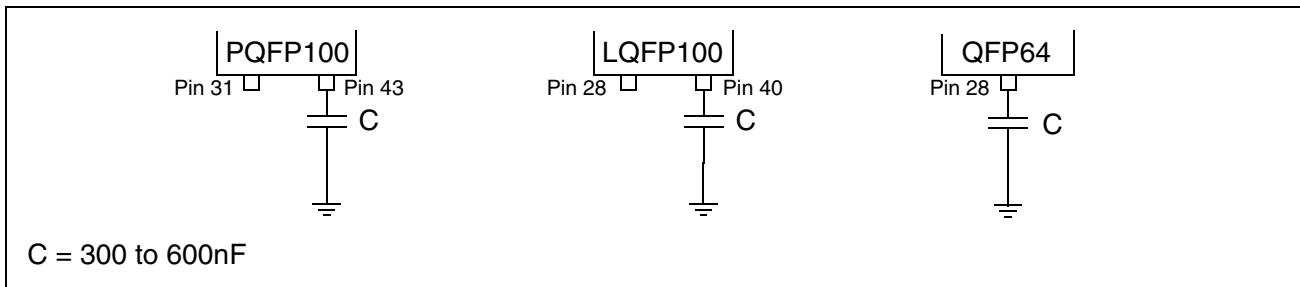 PQFP100
Pin 31
Pin 43
C
LQFP100
Pin 28
Pin 40
C
QFP64
Pin 28
C
C = 300 to 600nF